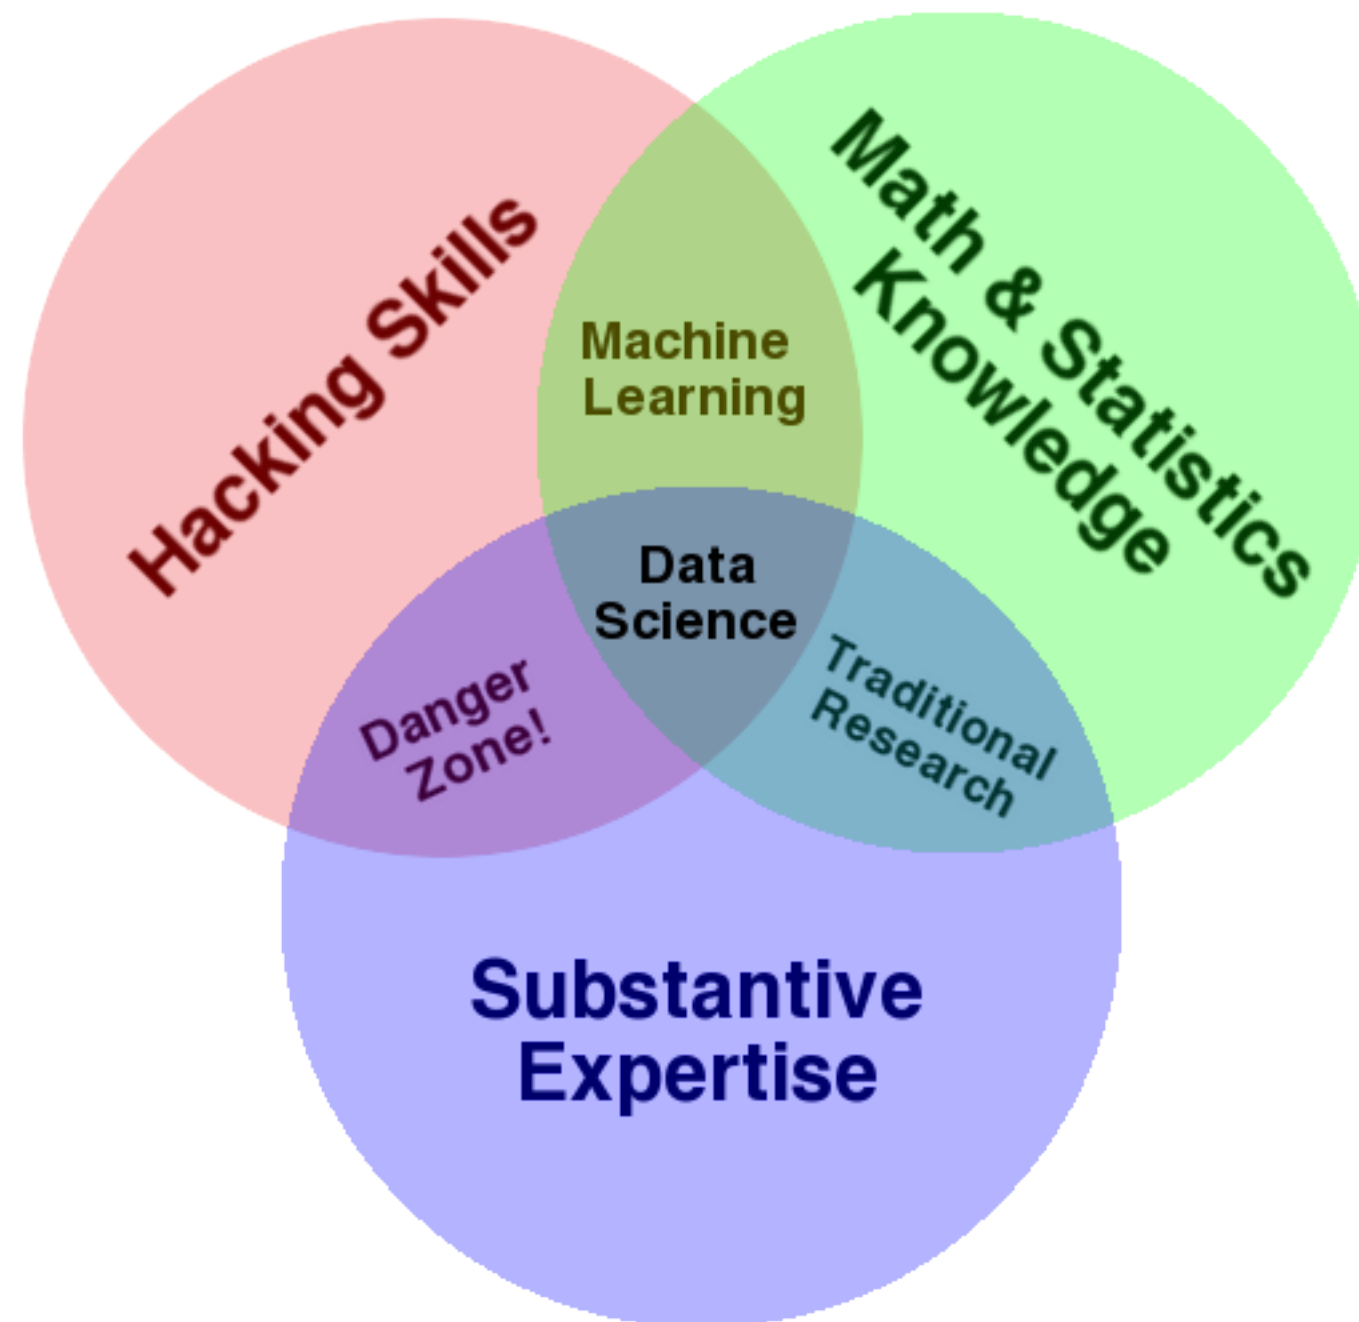 Hacking Skills
Math & Statistics
Knowledge
Machine
Learning
Data
Science
Danger
Zone!
Traditional
Research
Substantive
Expertise